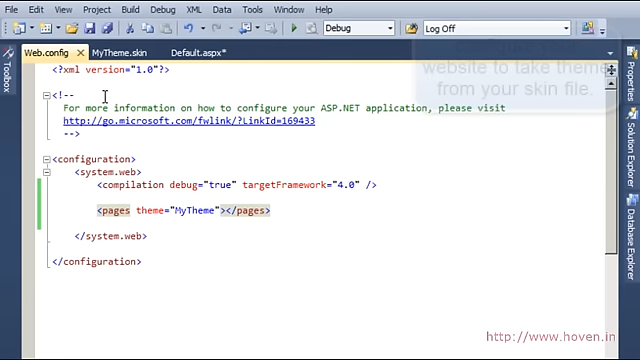 File Edit View Project Build Debug XML Data Tools Test Window Help
Debug Log Off
Web.config MyTheme.skin Default.aspx*
<?xml version="1.0"?>
<!--
For more information on how to configure your ASP.NET application, please visit
http://go.microsoft.com/fwlink/?LinkId=169433
-->
<configuration>
<system.web>
<compilation debug="true" targetFramework="4.0" />
<pages theme="MyTheme"></pages>
</system.web>
</configuration>
website to take theme
from your skin file.
Toolbox
Properties
Solution Explorer
Database Explorer
http://www.hoven.in